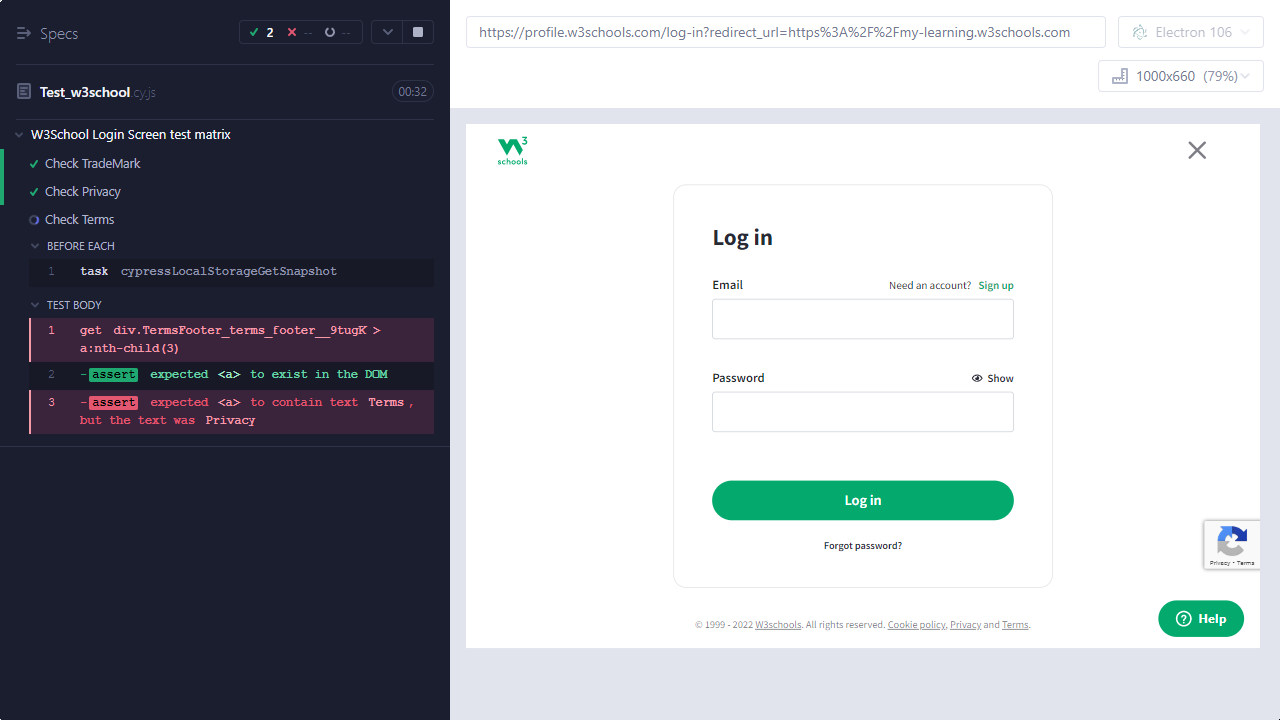 Specs
2 -- --
Test_w3school.cy.js 00:32
W3School Login Screen test matrix
Check TradeMark
Check Privacy
Check Terms
BEFORE EACH
1 task cypressLocalStorageGetSnapshot
TEST BODY
1 get div.TermsFooter_terms_footer__9tugK >
a:nth-child(3)
2 -assert expected <a> to exist in the DOM
3 -assert expected <a> to contain text Terms,
but the text was Privacy
https://profile.w3schools.com/log-in?redirect_url=https%3A%2F%2Fmy-learning.w3schools.com
Electron 106
1000x660 (79%)
W3
schools
Log in
Email Need an account? Sign up
Password Show
Log in
Forgot password?
Privacy - Terms
© 1999 - 2022 W3schools. All rights reserved. Cookie policy, Privacy and Terms.
Help